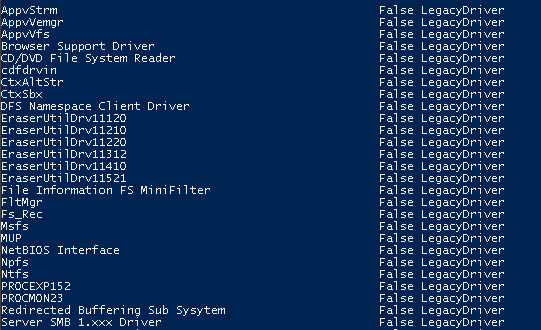 AppvStrm False LegacyDriver
AppvVemgr False LegacyDriver
AppvVfs False LegacyDriver
Browser Support Driver False LegacyDriver
CD/DVD File System Reader False LegacyDriver
cdfdrvin False LegacyDriver
CtxAltStr False LegacyDriver
CtxSbx False LegacyDriver
DFS Namespace Client Driver False LegacyDriver
EraserUtilDrv11120 False LegacyDriver
EraserUtilDrv11210 False LegacyDriver
EraserUtilDrv11220 False LegacyDriver
EraserUtilDrv11312 False LegacyDriver
EraserUtilDrv11410 False LegacyDriver
EraserUtilDrv11521 False LegacyDriver
File Information FS MiniFilter False LegacyDriver
FltMgr False LegacyDriver
Fs_Rec False LegacyDriver
Msfs False LegacyDriver
MUP False LegacyDriver
NetBIOS Interface False LegacyDriver
Npfs False LegacyDriver
Ntfs False LegacyDriver
PROCEXP152 False LegacyDriver
PROCMON23 False LegacyDriver
Redirected Buffering Sub Sysytem False LegacyDriver
Server SMB 1.xxx Driver False LegacyDriver